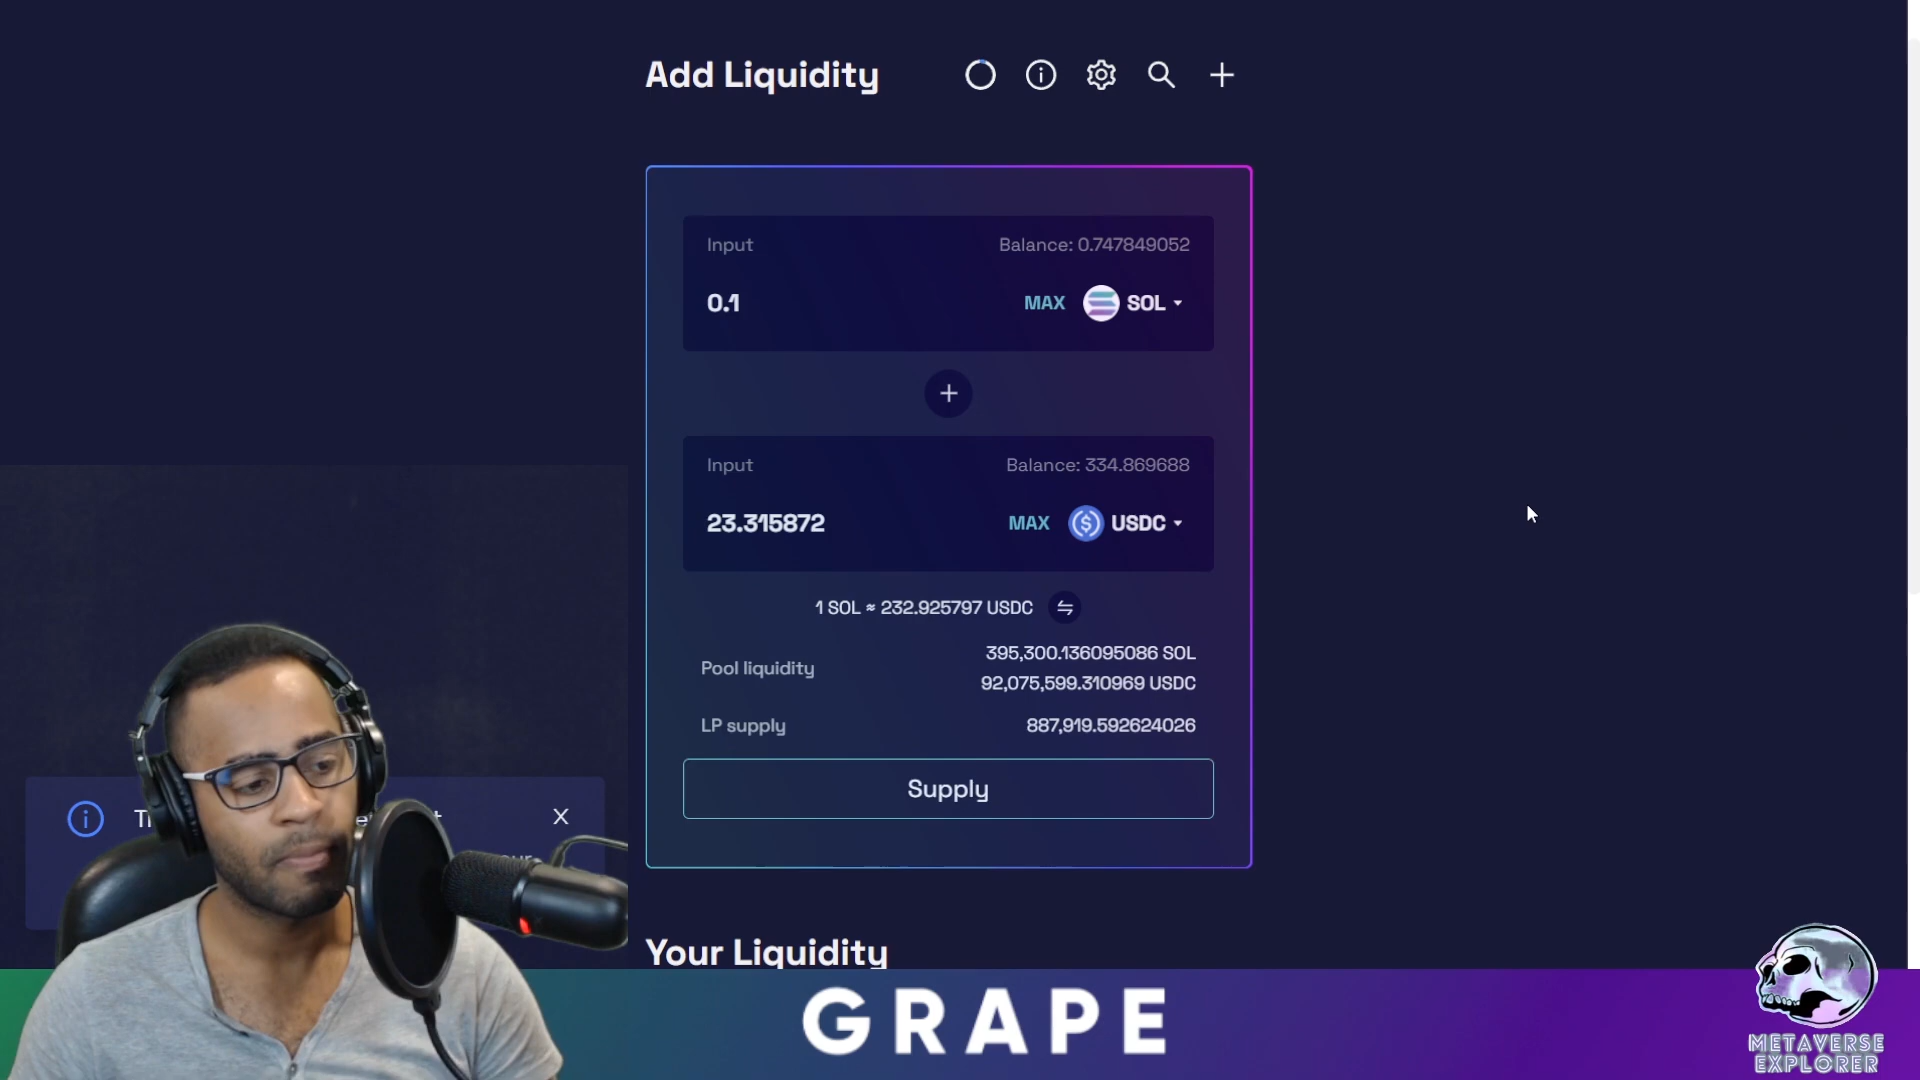 Add Liquidity
Input
Balance: 0.747849052
0.1
MAX
SOL
Input
Balance: 334.869688
23.315872
MAX
USDC
1 SOL ≈ 232.925797 USDC
Pool liquidity
395,300.136095086 SOL
92,075,599.310969 USDC
LP supply
887,919.592624026
Supply
X
Your Liquidity
GRAPE
METAVERSE
EXPLORER